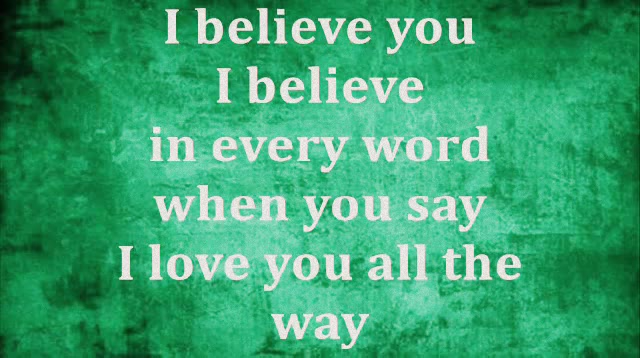 I believe you
I believe
in every word
when you say
I love you all the
way